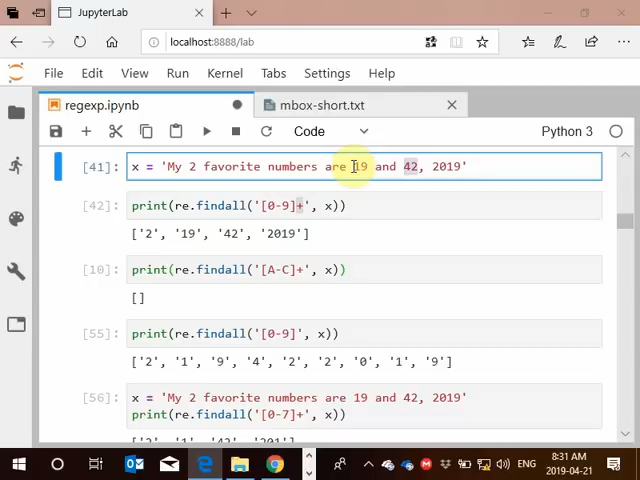 JupyterLab
localhost:8888/lab
File Edit View Run Kernel Tabs Settings Help
regexp.ipynb
mbox-short.txt
Code
Python 3
[41]: x = 'My 2 favorite numbers are 19 and 42, 2019'
[42]: print(re.findall('[0-9]+', x))
['2', '19', '42', '2019']
[10]: print(re.findall('[A-C]+', x))
[]
[55]: print(re.findall('[0-9]', x))
['2', '1', '9', '4', '2', '2', '0', '1', '9']
[56]: x = 'My 2 favorite numbers are 19 and 42, 2019'
print(re.findall('[0-7]+', x))
['2', '1', '42', '201']
ENG
8:31 AM
2019-04-21